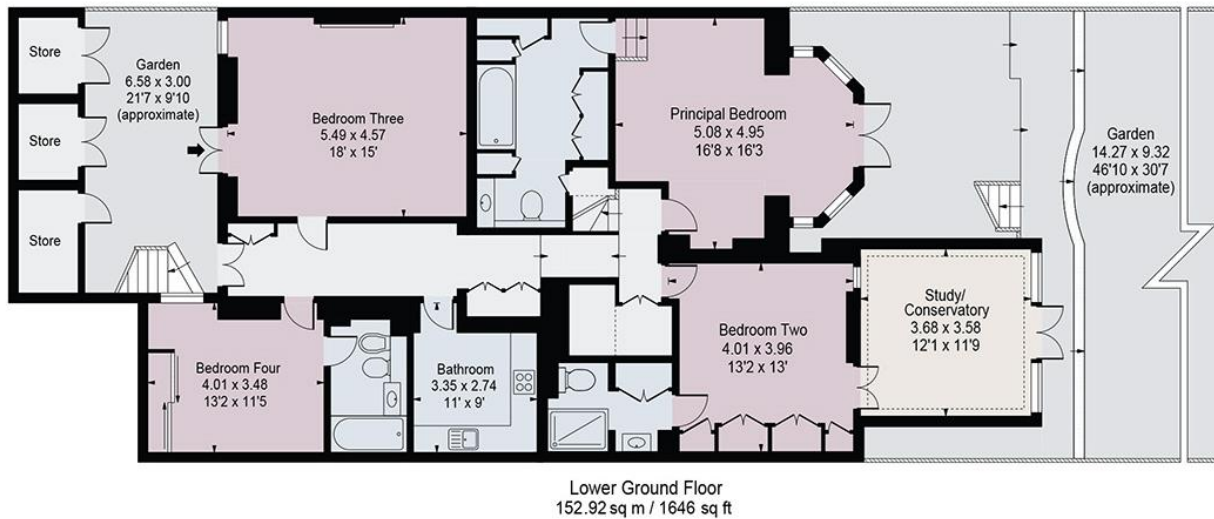 Store
Store
Store
Garden
6.58 x 3.00
21'7 x 9'10
(approximate)
Bedroom Three
5.49 x 4.57
18' x 15'
Principal Bedroom
5.08 x 4.95
16'8 x 16'3
Garden
14.27 x 9.32
46'10 x 30'7
(approximate)
Bedroom Four
4.01 x 3.48
13'2 x 11'5
Bathroom
3.35 x 2.74
11' x 9'
Bedroom Two
4.01 x 3.96
13'2 x 13'
Study/
Conservatory
3.68 x 3.58
12'1 x 11'9
Lower Ground Floor
152.92 sq m / 1646 sq ft